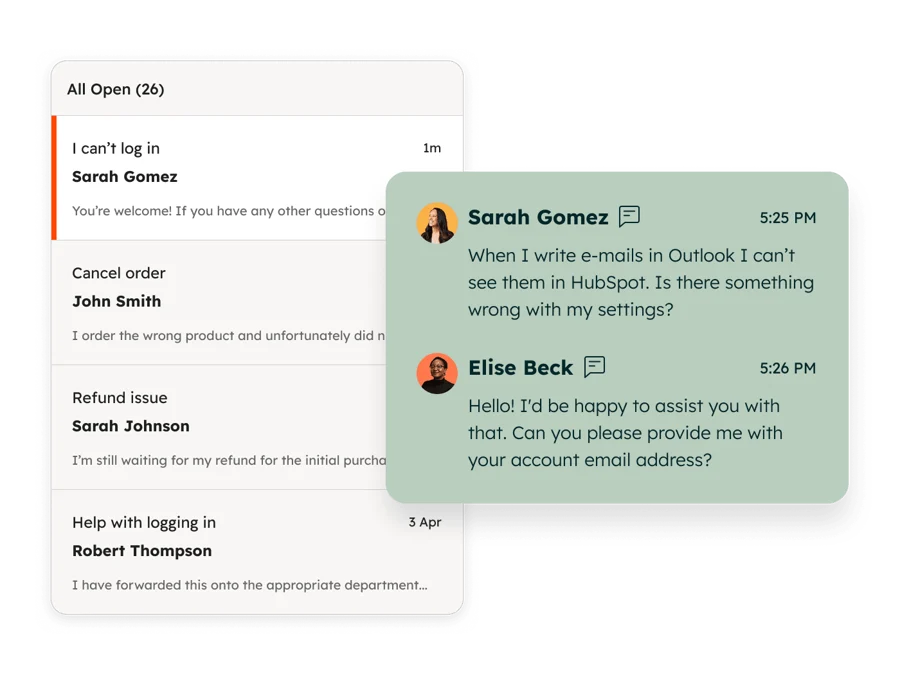 All Open (26)
I can’t log in
1m
Sarah Gomez
You’re welcome! If you have any other questions o
Cancel order
John Smith
I order the wrong product and unfortunately did n
Refund issue
Sarah Johnson
I’m still waiting for my refund for the initial purcha
Help with logging in
3 Apr
Robert Thompson
I have forwarded this onto the appropriate department...
Sarah Gomez
5:25 PM
When I write e-mails in Outlook I can’t
see them in HubSpot. Is there something
wrong with my settings?
Elise Beck
5:26 PM
Hello! I'd be happy to assist you with
that. Can you please provide me with
your account email address?